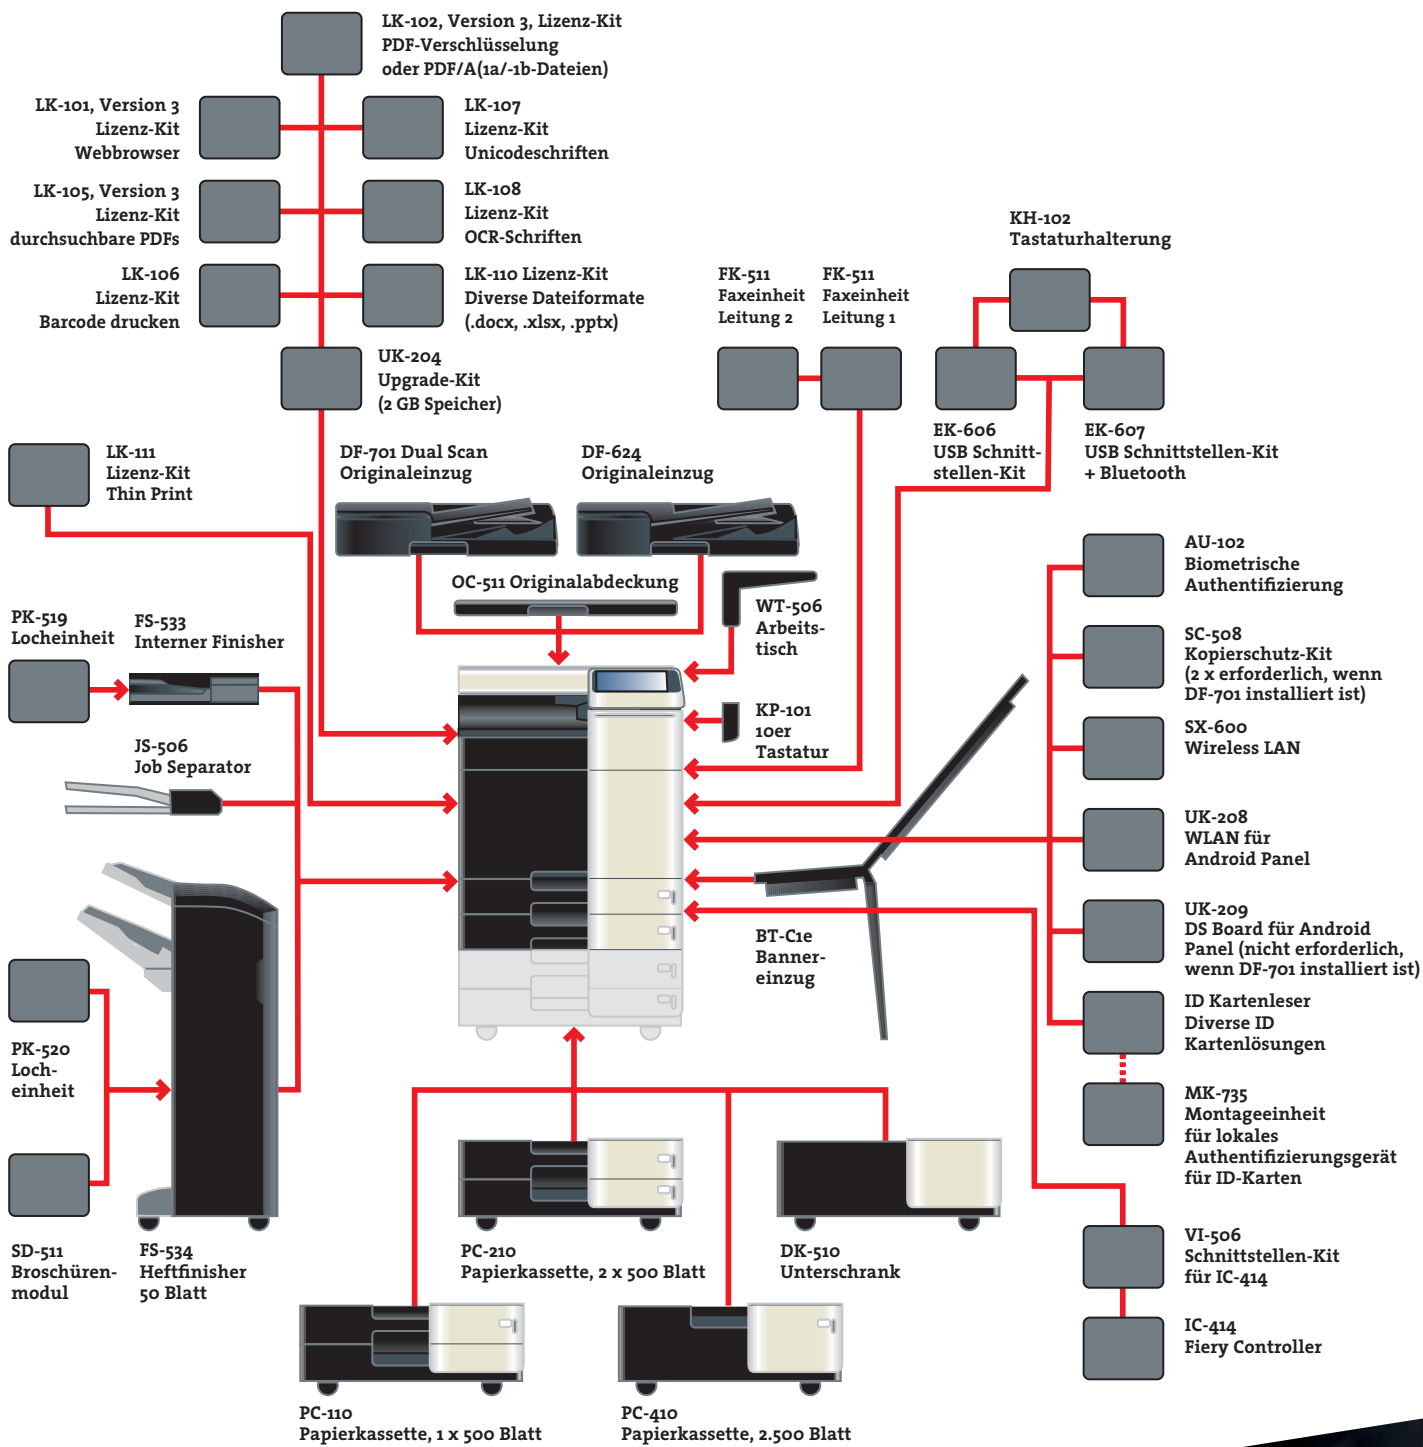 LK-102, Version 3, Lizenz-Kit
PDF-Verschlüsselung
oder PDF/A(1a/-1b-Dateien)
LK-101, Version 3
Lizenz-Kit
Webbrowser
LK-107
Lizenz-Kit
Unicodeschriften
LK-105, Version 3
Lizenz-Kit
durchsuchbare PDFs
LK-108
Lizenz-Kit
OCR-Schriften
LK-106
Lizenz-Kit
Barcode drucken
LK-110 Lizenz-Kit
Diverse Dateiformate
(.docx, .xlsx, .pptx)
UK-204
Upgrade-Kit
(2 GB Speicher)
FK-511
Faxeinheit
Leitung 2
FK-511
Faxeinheit
Leitung 1
KH-102
Tastaturhalterung
EK-606
USB Schnitt-
stellen-Kit
EK-607
USB Schnittstellen-Kit
+ Bluetooth
LK-111
Lizenz-Kit
Thin Print
DF-701 Dual Scan
Originaleinzug
DF-624
Originaleinzug
OC-511 Originalabdeckung
WT-506
Arbeits-
tisch
KP-101
10er
Tastatur
PK-519
Locheinheit
FS-533
Interner Finisher
JS-506
Job Separator
AU-102
Biometrische
Authentifizierung
SC-508
Kopierschutz-Kit
(2 x erforderlich, wenn
DF-701 installiert ist)
SX-600
Wireless LAN
UK-208
WLAN für
Android Panel
UK-209
DS Board für Android
Panel (nicht erforderlich,
wenn DF-701 installiert ist)
BT-C1e
Banner-
einzug
ID Kartenleser
Diverse ID
Kartenlösungen
MK-735
Montageeinheit
für lokales
Authentifizierungsgerät
für ID-Karten
PK-520
Loch-
einheit
SD-511
Broschüren-
modul
FS-534
Heftfinisher
50 Blatt
PC-210
Papierkassette, 2 x 500 Blatt
DK-510
Unterschrank
VI-506
Schnittstellen-Kit
für IC-414
IC-414
Fiery Controller
PC-110
Papierkassette, 1 x 500 Blatt
PC-410
Papierkassette, 2.500 Blatt